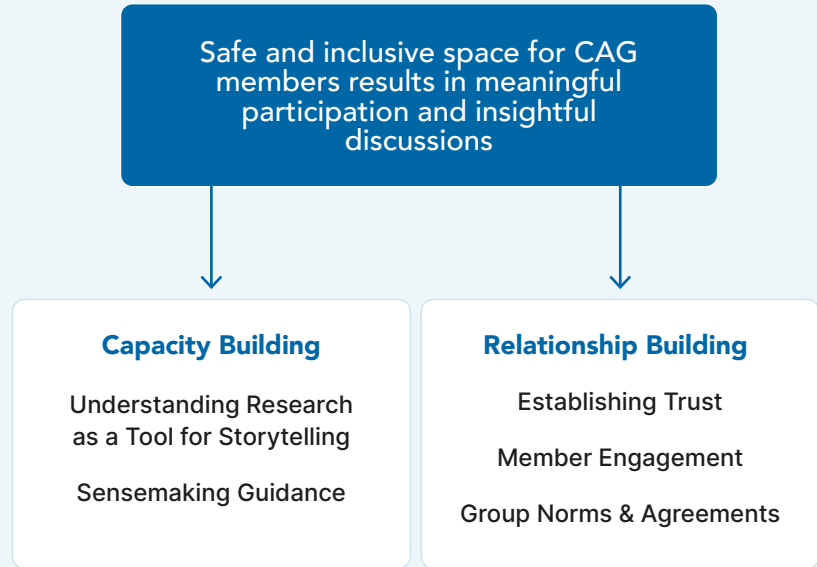 Safe and inclusive space for CAG
members results in meaningful
participation and insightful
discussions
Capacity Building
Understanding Research
as a Tool for Storytelling
Sensemaking Guidance
Relationship Building
Establishing Trust
Member Engagement
Group Norms & Agreements